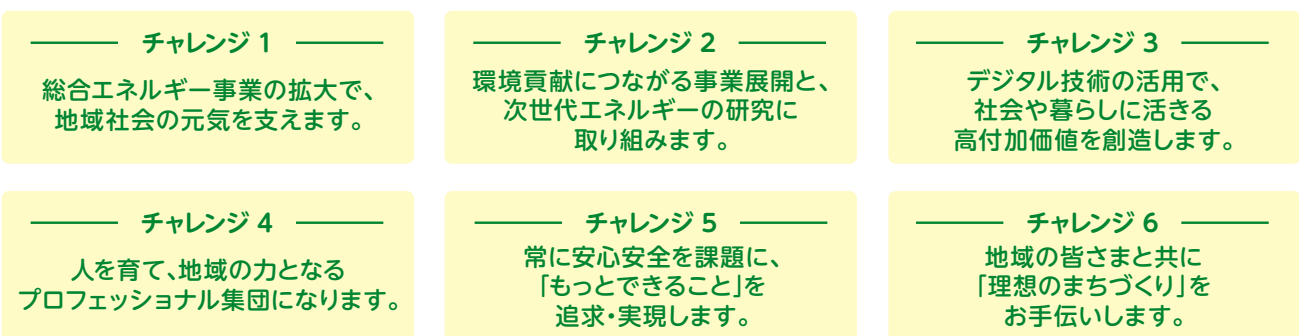 チャレンジ 1
総合エネルギー事業の拡大で、
地域社会の元気を支えます。
チャレンジ 2
環境貢献につながる事業展開と、
次世代エネルギーの研究に
取り組みます。
チャレンジ 3
デジタル技術の活用で、
社会や暮らしに活きる
高付加価値を創造します。
チャレンジ 4
人を育て、地域の力となる
プロフェッショナル集団になります。
チャレンジ 5
常に安心安全を課題に、
「もっとできること」を
追求・実現します。
チャレンジ 6
地域の皆さまと共に
「理想のまちづくり」を
お手伝いします。